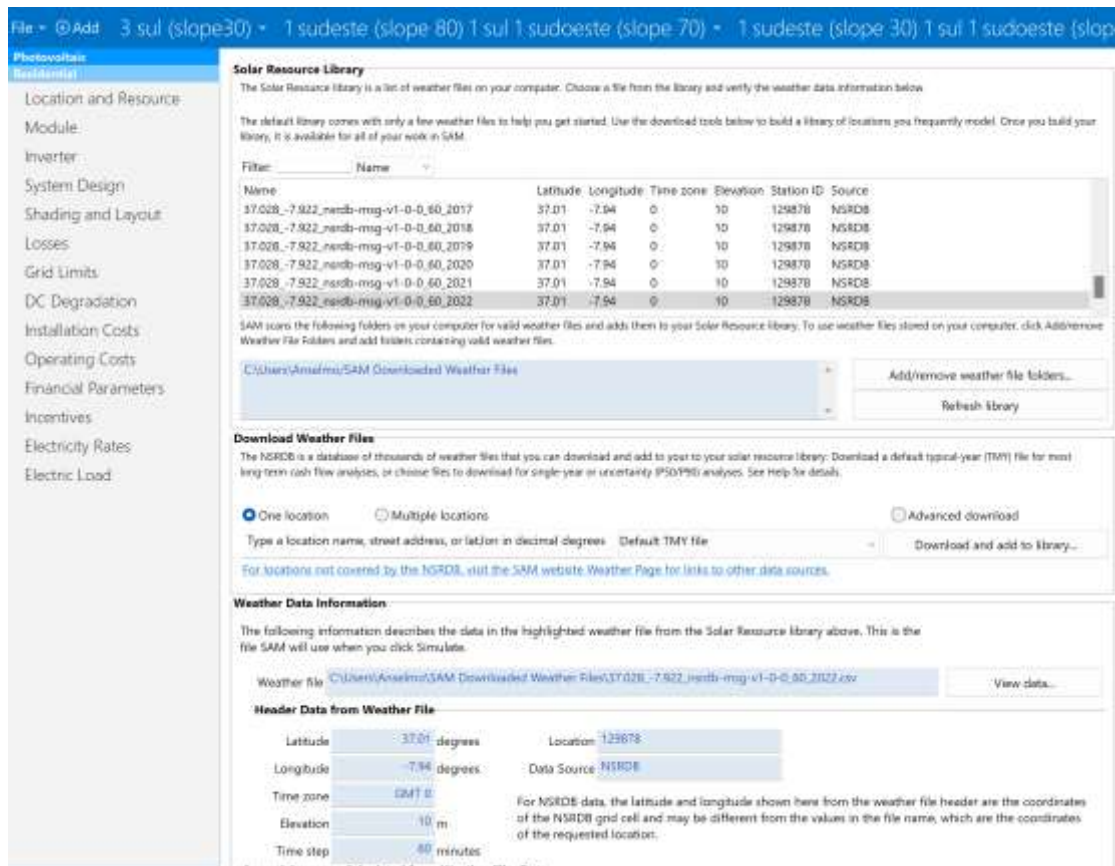 File Add 3 sul (slope30) 1 sudeste (slope 80) 1 sul 1 sudoeste (slope 70) 1 sudeste (slope 30) 1 sul 1 sudoeste (slop
Photovoltaic
Residential
Location and Resource
Module
Inverter
System Design
Shading and Layout
Losses
Grid Limits
DC Degradation
Installation Costs
Operating Costs
Financial Parameters
Incentives
Electricity Rates
Electric Load
Solar Resource Library
The Solar Resource library is a list of weather files on your computer. Choose a file from the library and verify the weather data information below.
The default library comes with only a few weather files to help you get started. Use the download tools below to build a library of locations you frequently model. Once you build your
library, it is available for all of your work in SAM.
Filter: Name
Name Latitude Longitude Time zone Elevation Station ID Source
37.028_-7.922_nsrdb-msg-v1-0-0_60_2017 37.01 -7.94 0 10 129878 NSRDB
37.028_-7.922_nsrdb-msg-v1-0-0_60_2018 37.01 -7.94 0 10 129878 NSRDB
37.028_-7.922_nsrdb-msg-v1-0-0_60_2019 37.01 -7.94 0 10 129878 NSRDB
37.028_-7.922_nsrdb-msg-v1-0-0_60_2020 37.01 -7.94 0 10 129878 NSRDB
37.028_-7.922_nsrdb-msg-v1-0-0_60_2021 37.01 -7.94 0 10 129878 NSRDB
37.028_-7.922_nsrdb-msg-v1-0-0_60_2022 37.01 -7.94 0 10 129878 NSRDB
SAM scans the following folders on your computer for valid weather files and adds them to your Solar Resource library. To use weather files stored on your computer, click Add/remove
Weather File Folders and add folders containing valid weather files.
C:\Users\Anselmo/SAM Downloaded Weather Files
Add/remove weather file folders...
Refresh library
Download Weather Files
The NSRDB is a database of thousands of weather files that you can download and add to your to your solar resource library: Download a default typical-year (TMY) file for most
long-term cash flow analyses, or choose files to download for single-year or uncertainty (P50/P90) analyses. See Help for details.
One location Multiple locations Advanced download
Type a location name, street address, or lat,lon in decimal degrees Default TMY file Download and add to library...
For locations not covered by the NSRDB, visit the SAM website Weather Page for links to other data sources.
Weather Data Information
The following information describes the data in the highlighted weather file from the Solar Resource library above. This is the
file SAM will use when you click Simulate.
Weather file C:\Users\Anselmo\SAM Downloaded Weather Files\37.028_-7.922_nsrdb-msg-v1-0-0_60_2022.csv View data...
Header Data from Weather File
Latitude 37.01 degrees Location 129878
Longitude -7.94 degrees Data Source NSRDB
Time zone GMT 0
Elevation 10 m
Time step 60 minutes
For NSRDB data, the latitude and longitude shown here from the weather file header are the coordinates
of the NSRDB grid cell and may be different from the values in the file name, which are the coordinates
of the requested location.